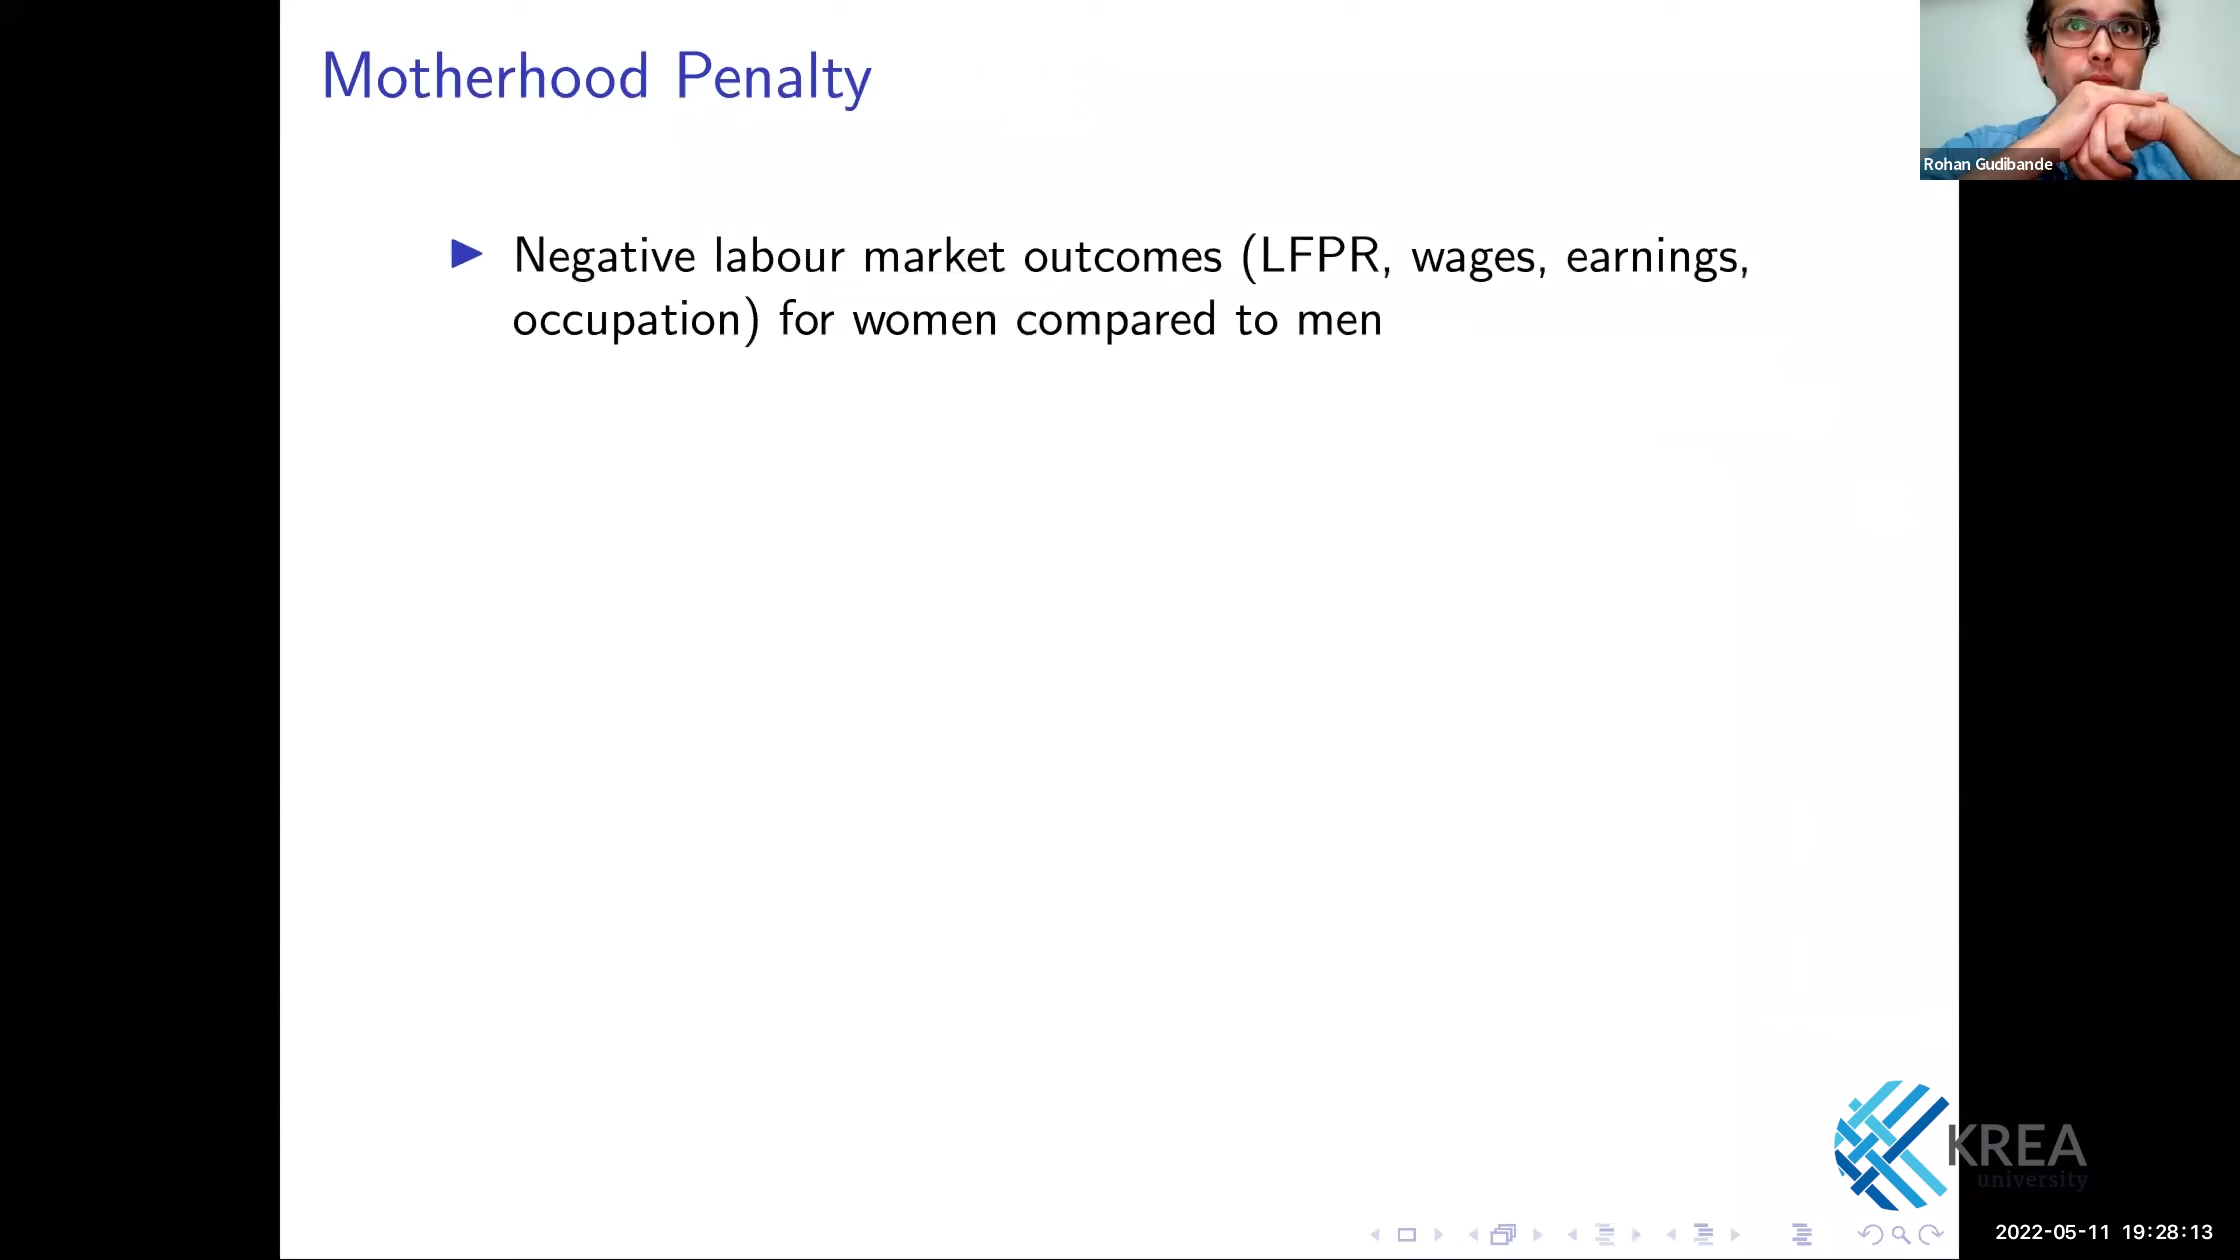 Motherhood Penalty
Rohan Gudibande
Negative labour market outcomes (LFPR, wages, earnings,
occupation) for women compared to men
KREA
university
2022-05-11 19:28:13